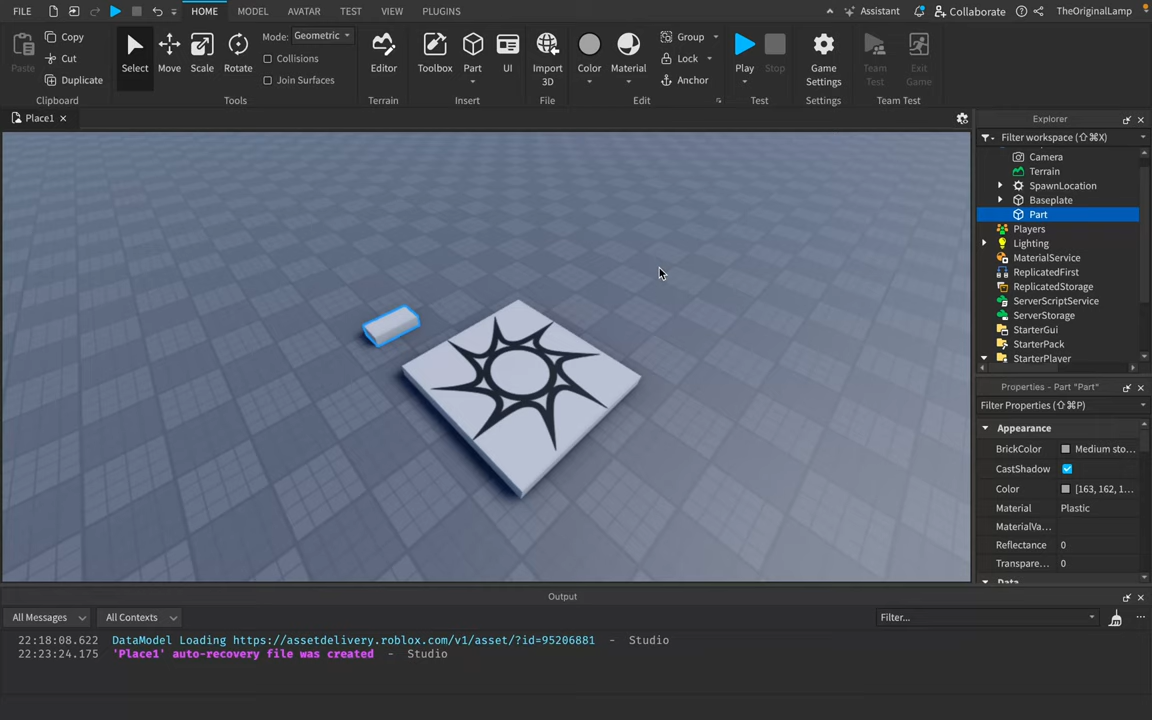 FILE HOME MODEL AVATAR TEST VIEW PLUGINS Assistant Collaborate TheOriginalLamp
Paste Copy Cut Duplicate Clipboard
Select Move Scale Rotate Mode: Geometric Collisions Join Surfaces Tools
Editor Terrain
Toolbox Part UI Insert
Import 3D File
Color Material Group Lock Anchor Edit
Play Stop Test
Game Settings Settings
Team Test Exit Game Team Test
Place1
Explorer
Filter workspace (⇧⌘X)
Camera
Terrain
SpawnLocation
Baseplate
Part
Players
Lighting
MaterialService
ReplicatedFirst
ReplicatedStorage
ServerScriptService
ServerStorage
StarterGui
StarterPack
StarterPlayer
Properties - Part "Part"
Filter Properties (⇧⌘P)
Appearance
BrickColor Medium sto...
CastShadow
Color [163, 162, 1...
Material Plastic
MaterialVa...
Reflectance 0
Transpare... 0
Data
Output
All Messages All Contexts Filter...
22:18:08.622 DataModel Loading https://assetdelivery.roblox.com/v1/asset/?id=95206881 - Studio
22:23:24.175 'Place1' auto-recovery file was created - Studio